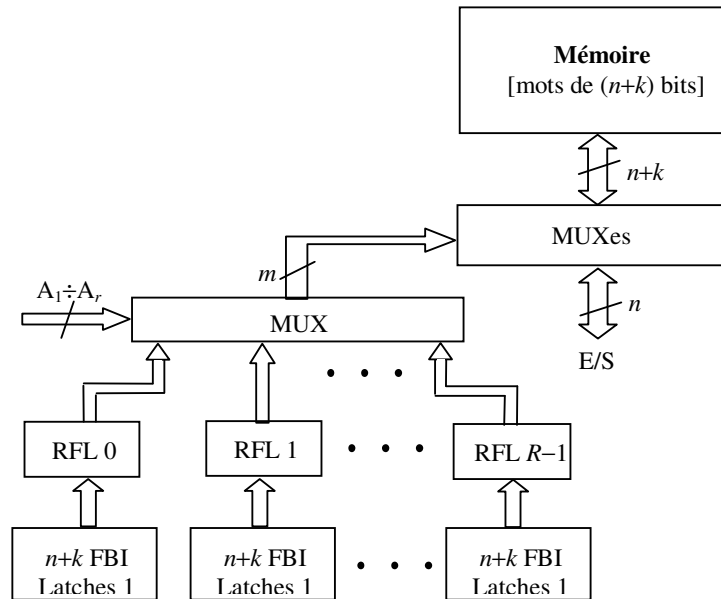 Mémoire
[mots de (n+k) bits]
n+k
MUXes
m
A1÷Ar
n
MUX
E/S
• • •
RFL 0
RFL 1
• • •
RFL R−1
n+k FBI
Latches 1
n+k FBI
Latches 1
• • •
n+k FBI
Latches 1